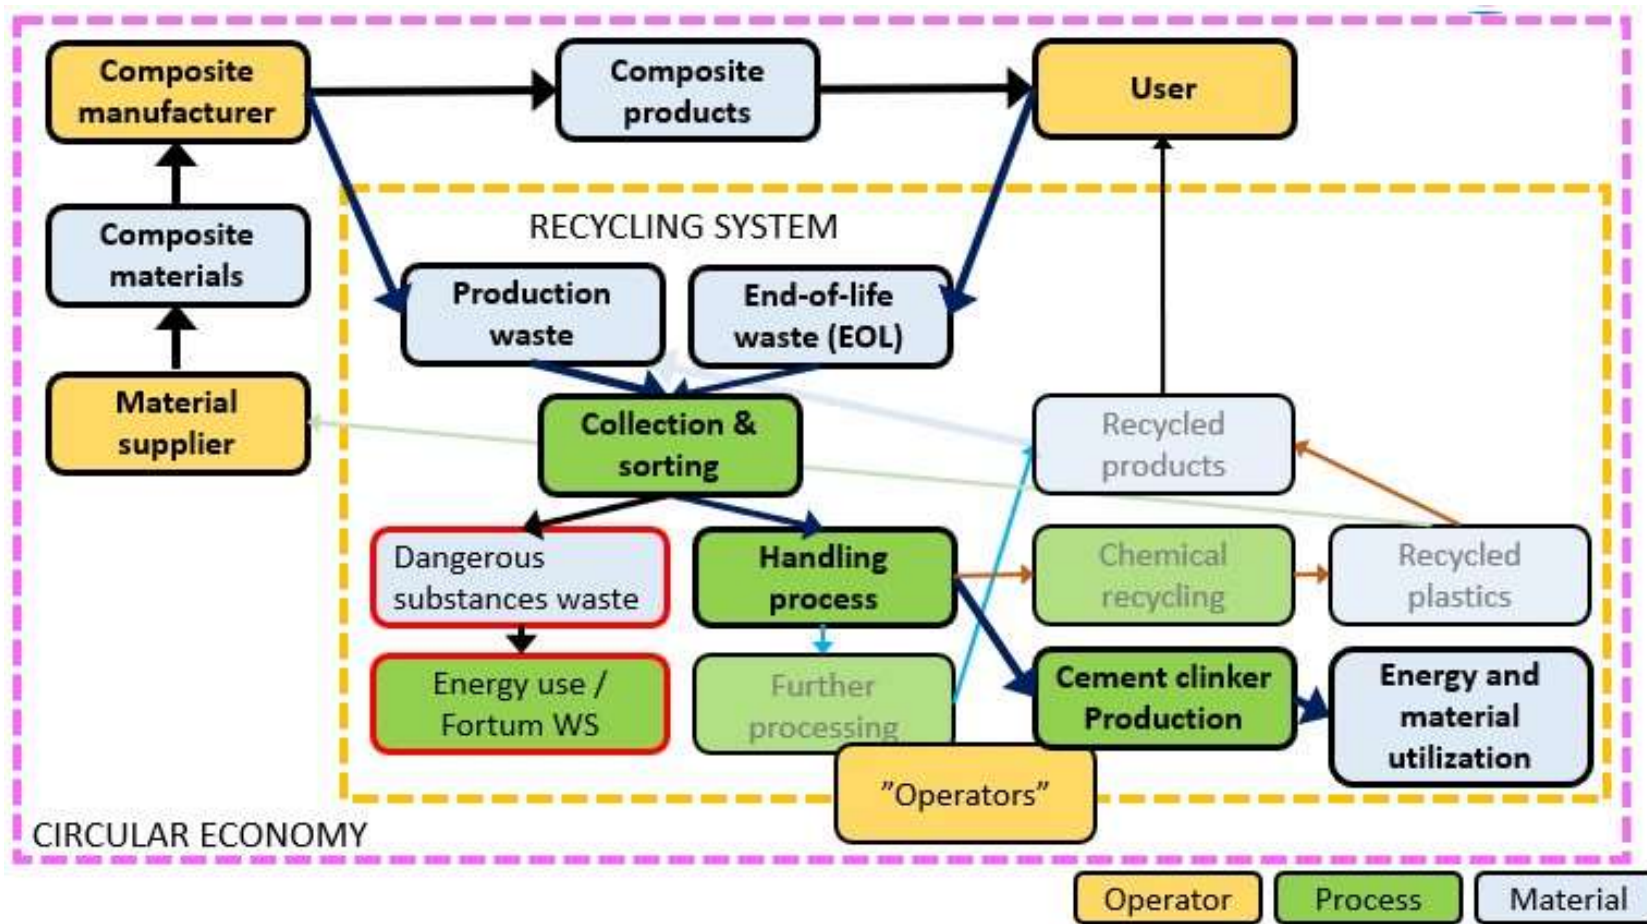 Composite
manufacturer
Composite
products
User
Composite
materials
RECYCLING SYSTEM
Production
waste
End-of-life
waste (EOL)
Material
supplier
Collection &
sorting
Recycled
products
Dangerous
substances waste
Handling
process
Chemical
recycling
Recycled
plastics
Energy use /
Fortum WS
Further
processing
Cement clinker
Production
Energy and
material
utilization
”Operators”
CIRCULAR ECONOMY
Operator
Process
Material